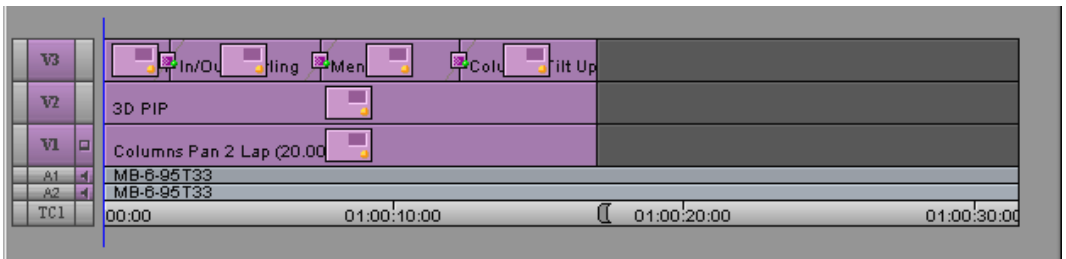 V3 In/Ou ling Men Colu Tilt Up
V2 3D PIP
V1 Columns Pan 2 Lap (20.00
A1 MB-6-95T33
A2 MB-6-95T33
TC1 00:00 01:00:10:00 01:00:20:00 01:00:30:00